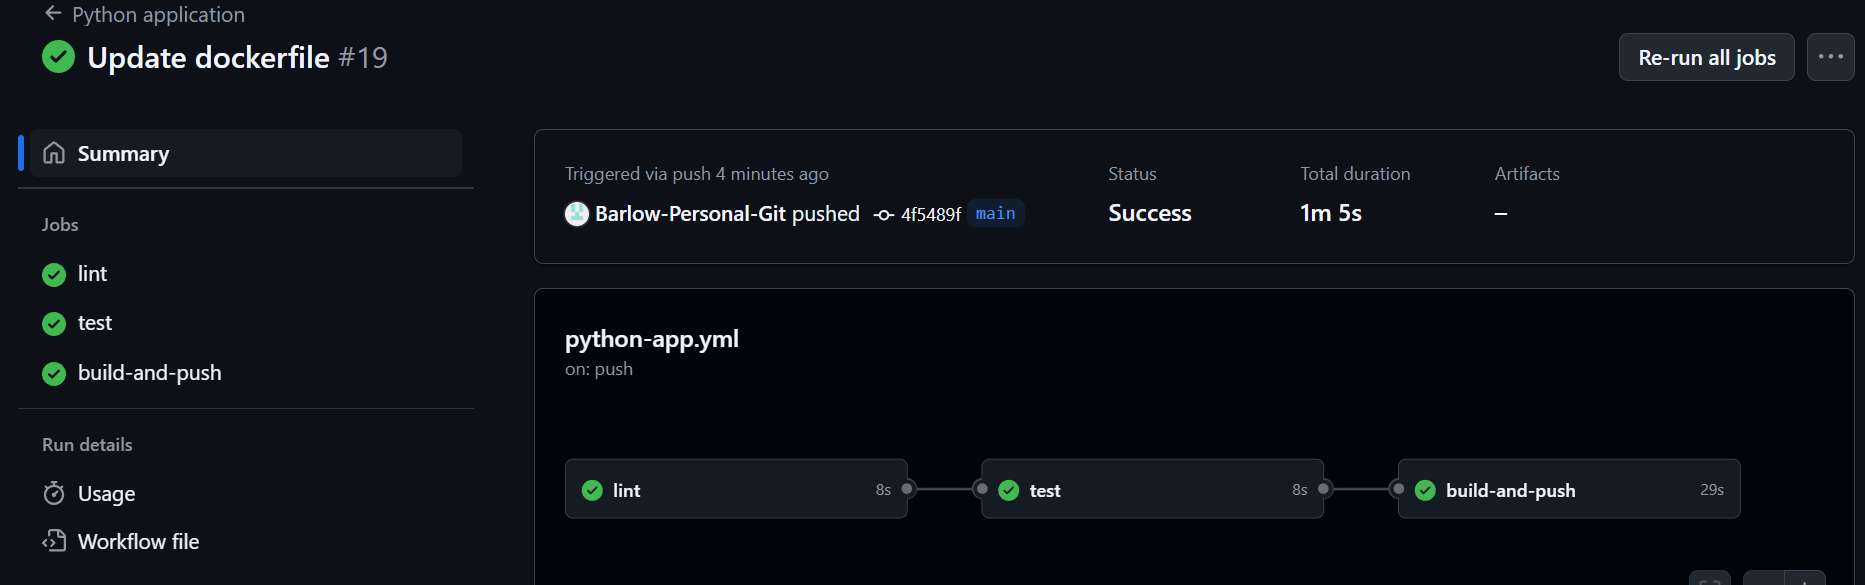 Python application
Update dockerfile #19
Re-run all jobs
Summary
Jobs
lint
test
build-and-push
Run details
Usage
Workflow file
Triggered via push 4 minutes ago
Barlow-Personal-Git pushed 4f5489f main
Status
Success
Total duration
1m 5s
Artifacts
–
python-app.yml
on: push
lint 8s
test 8s
build-and-push 29s